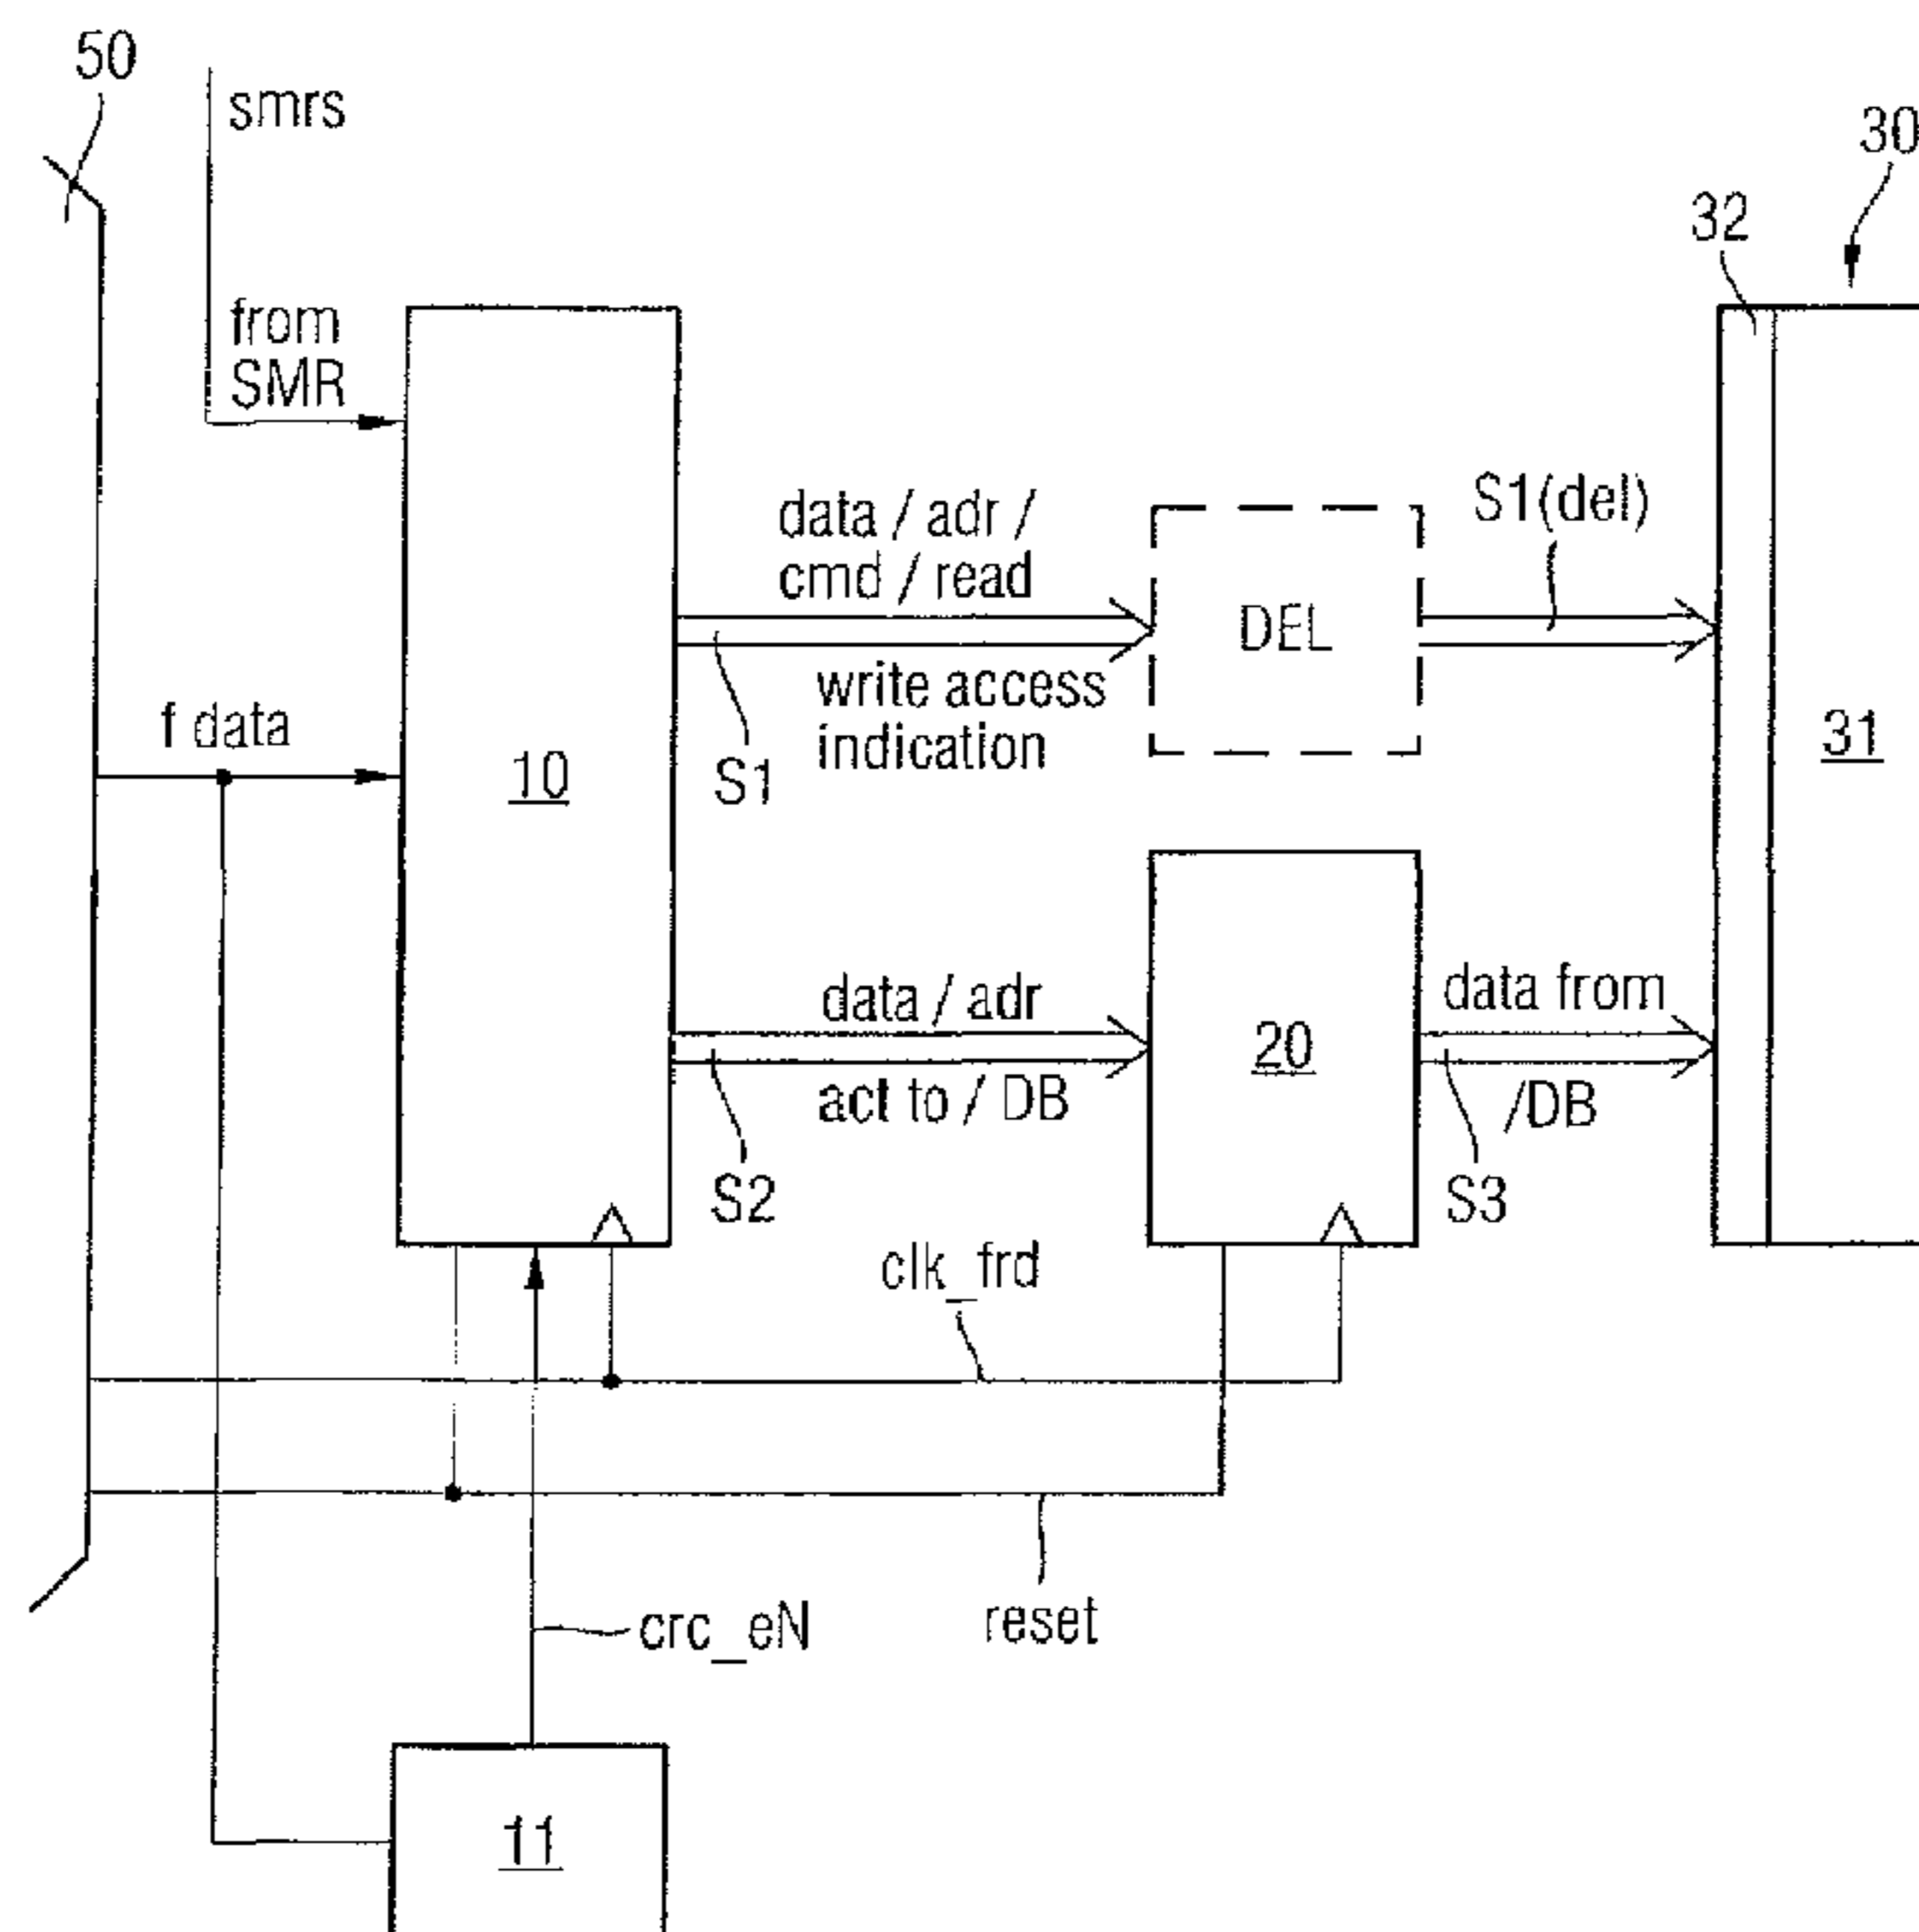 50
smrs
30
32
from
SMR
data / adr /
cmd / read
S1(del)
DEL
write access
indication
f data
10
S1
31
data / adr
data from
20
act to / DB
/DB
S2
S3
clk_frd
crc_eN
reset
11